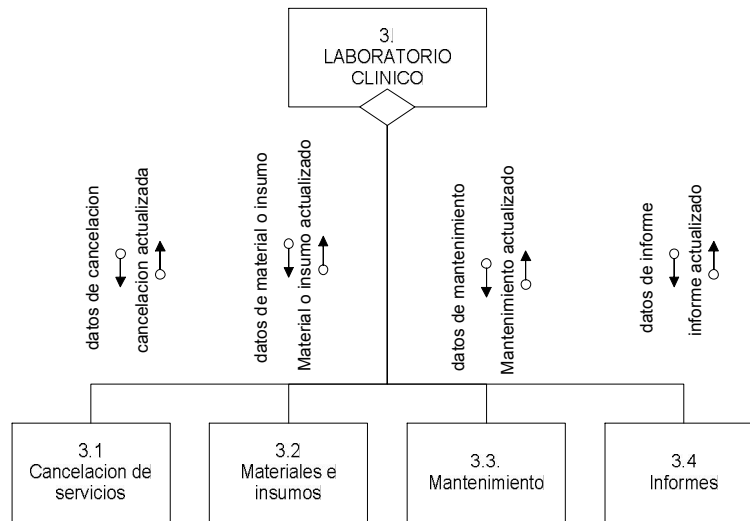 3.
LABORATORIO
CLINICO
datos de cancelacion
cancelacion actualizada
datos de material o insumo
Material o insumo actualizado
datos de mantenimiento
Mantenimiento actualizado
datos de informe
informe actualizado
3.1
Cancelacion de
servicios
3.2
Materiales e
insumos
3.3.
Mantenimiento
3.4
Informes